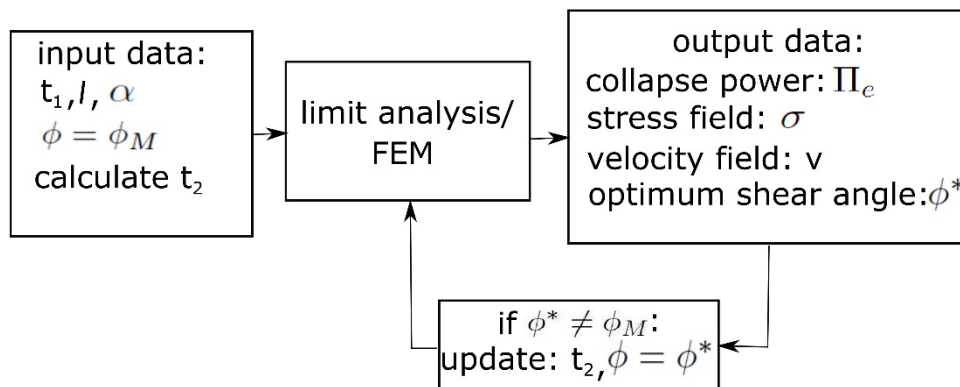 input data:
t₁, l, α
ϕ = ϕ_M
calculate t₂
limit analysis/
FEM
output data:
collapse power: Π_e
stress field: σ
velocity field: v
optimum shear angle:ϕ*
if ϕ* ≠ ϕ_M:
update: t₂,ϕ = ϕ*